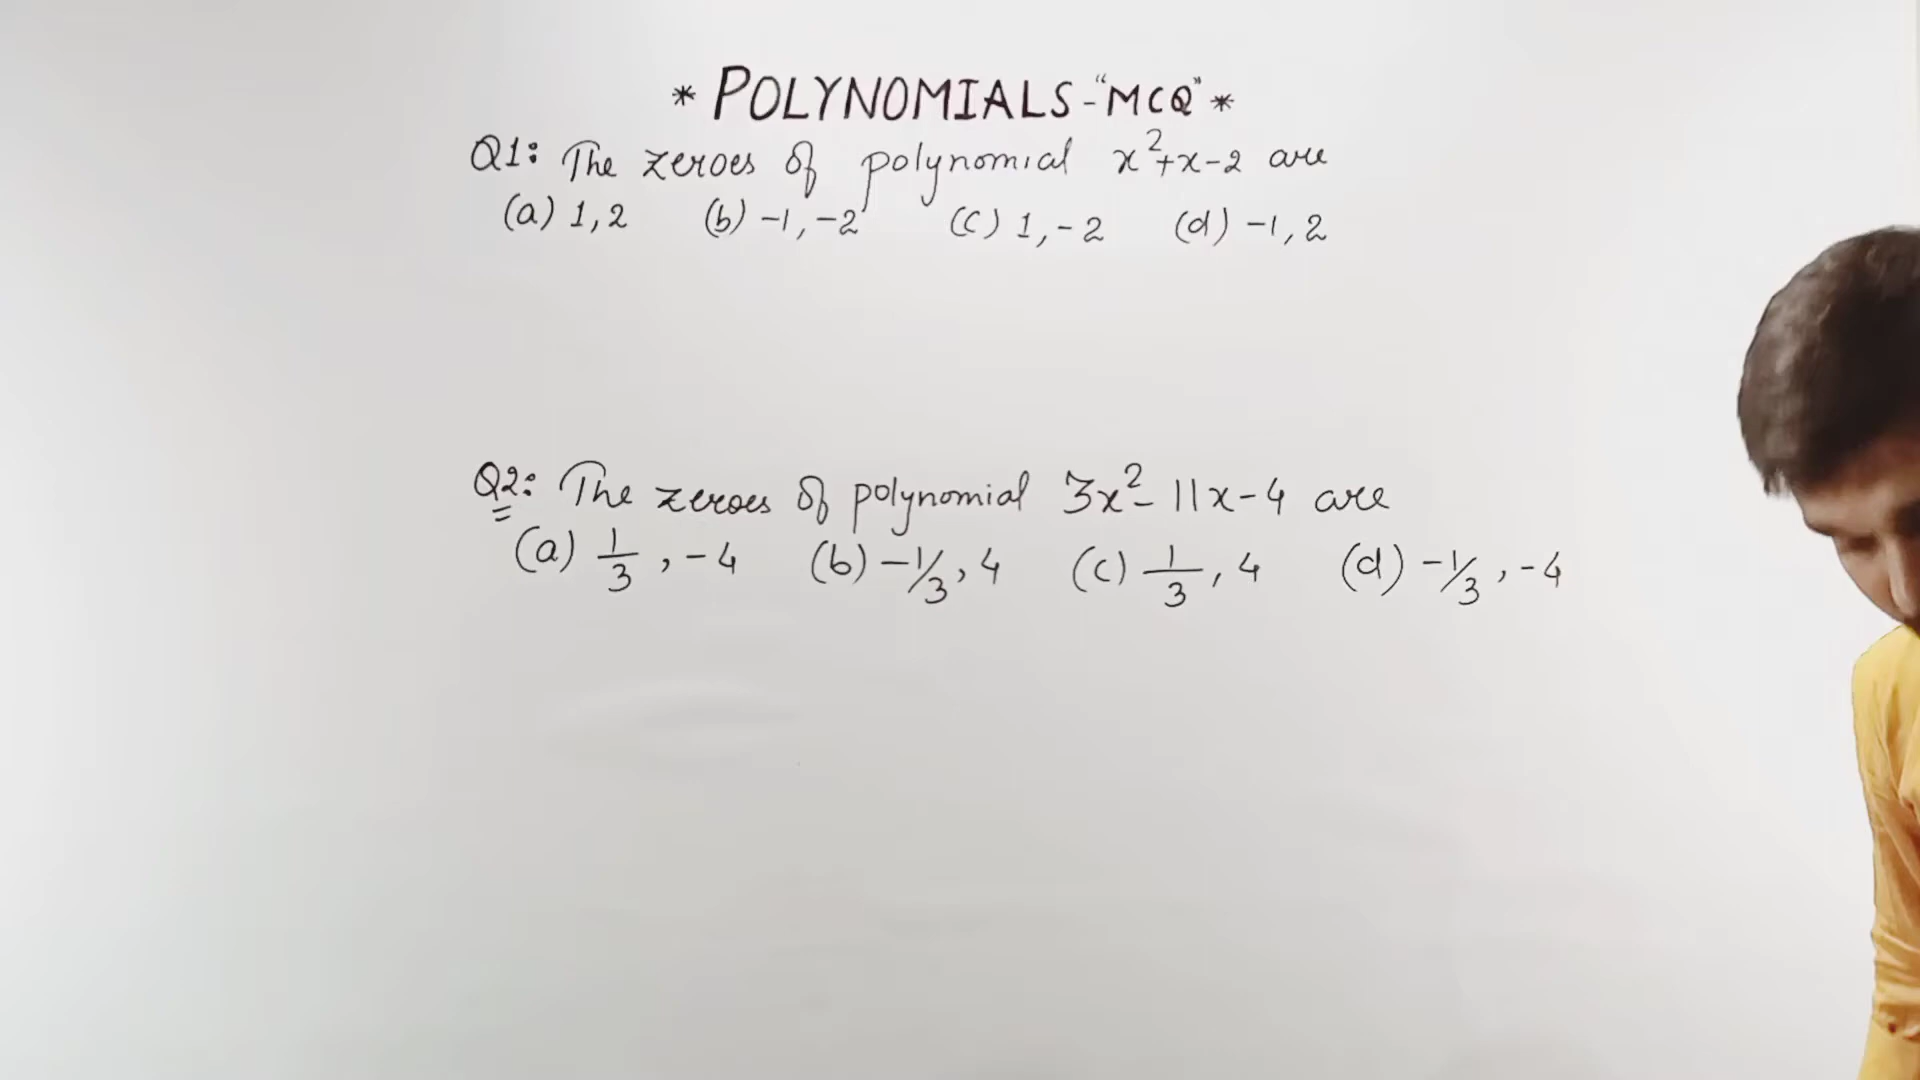 * POLYNOMIALS - "MCQ" *
Q1: The zeroes of polynomial x²+x-2 are
(a) 1, 2 (b) -1, -2 (c) 1, -2 (d) -1, 2
Q2: The zeroes of polynomial 3x²-11x-4 are
(a) 1/3, -4 (b) -1/3, 4 (c) 1/3, 4 (d) -1/3, -4